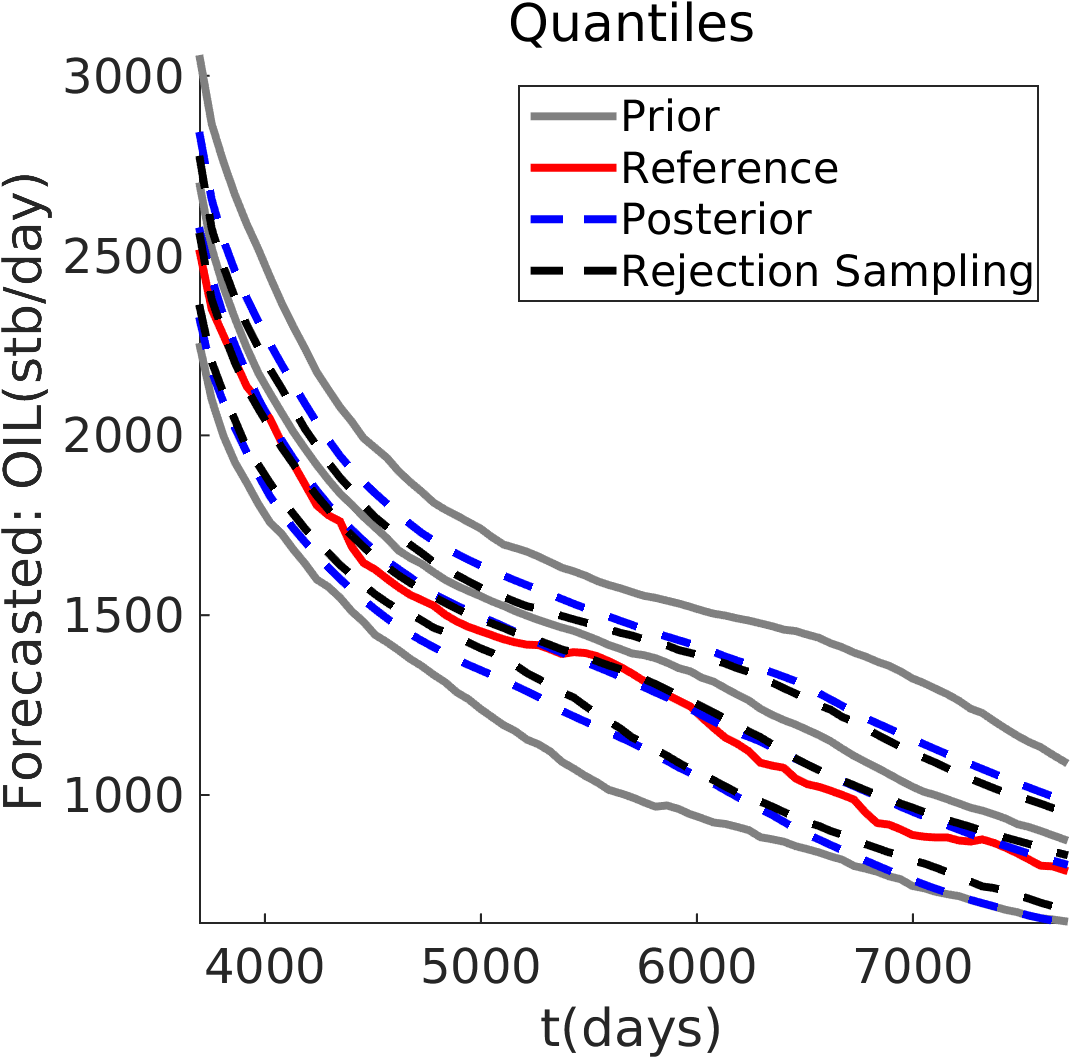 Quantiles
Prior
Reference
Posterior
Rejection Sampling
Forecasted: OIL(stb/day)
3000
2500
2000
1500
1000
4000 5000 6000 7000
t(days)